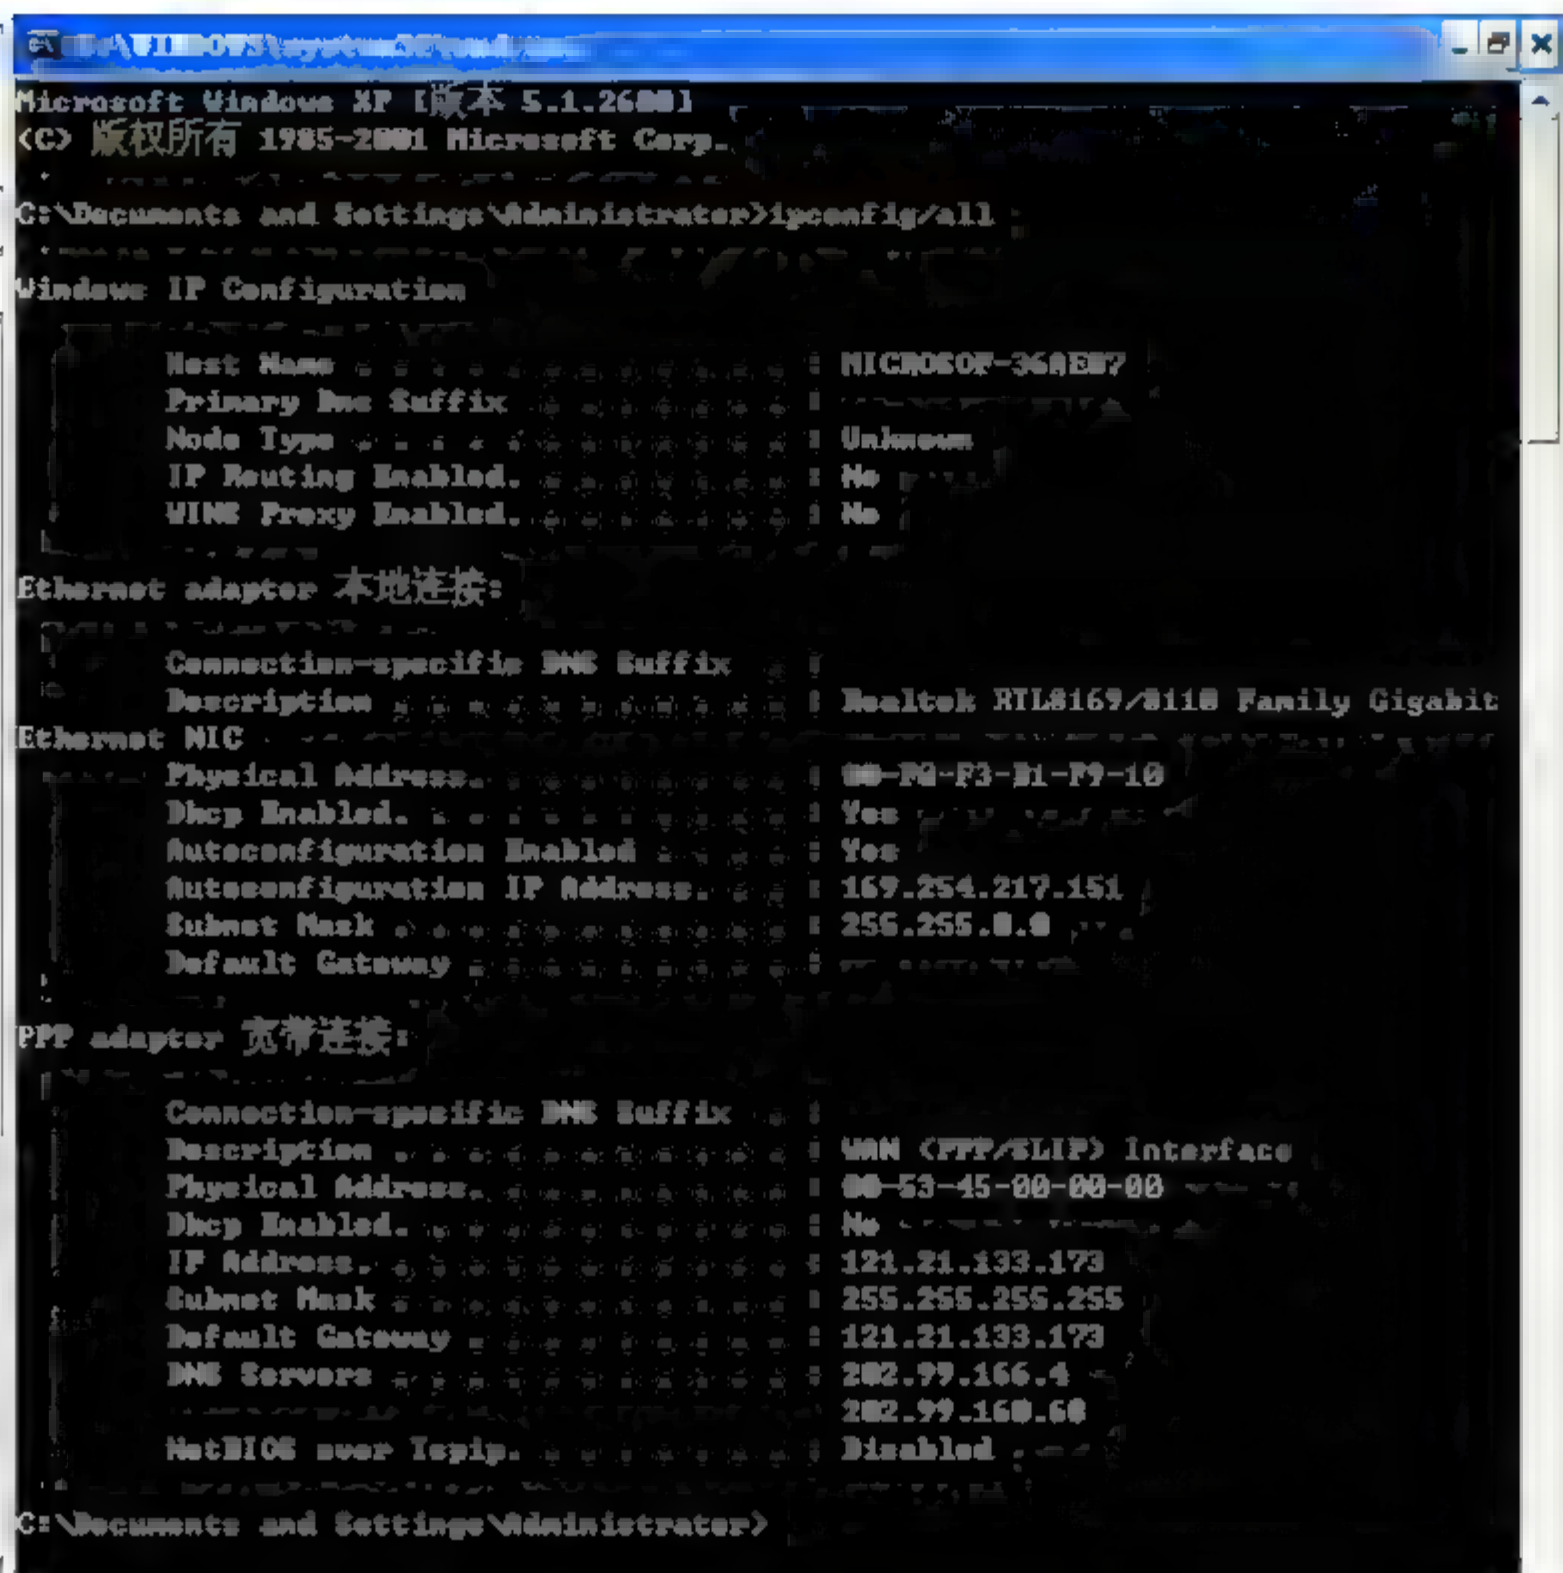 Microsoft Windows XP [版本 5.1.2600]
(C) 版权所有 1985-2001 Microsoft Corp.
C:\Documents and Settings\Administrator>ipconfig/all
Windows IP Configuration
Host Name . . . . . . . . . . . . : MICROSOF-36AE
Primary Dns Suffix . . . . . . . :
Node Type . . . . . . . . . . . . : Unknown
IP Routing Enabled. . . . . . . . : No
WINS Proxy Enabled. . . . . . . . : No
Ethernet adapter 本地连接:
Connection-specific DNS Suffix . :
Description . . . . . . . . . . . : Realtek RTL8169/8110 Family Gigabit
Ethernet NIC
Physical Address. . . . . . . . . :
Dhcp Enabled. . . . . . . . . . . : Yes
Autoconfiguration Enabled . . . . : Yes
Autoconfiguration IP Address. . . : 169.254.217.151
Subnet Mask . . . . . . . . . . . : 255.255.0.0
Default Gateway . . . . . . . . . :
PPP adapter 宽带连接:
Connection-specific DNS Suffix . :
Description . . . . . . . . . . . : WAN (PPP/SLIP) Interface
Physical Address. . . . . . . . . : 00-53-45-00-00-00
Dhcp Enabled. . . . . . . . . . . : No
IP Address. . . . . . . . . . . . : 121.21.133.173
Subnet Mask . . . . . . . . . . . : 255.255.255.255
Default Gateway . . . . . . . . . : 121.21.133.173
DNS Servers . . . . . . . . . . . : 202.99.166.4
202.99.160.68
NetBIOS over Tcpip. . . . . . . . : Disabled
C:\Documents and Settings\Administrator>